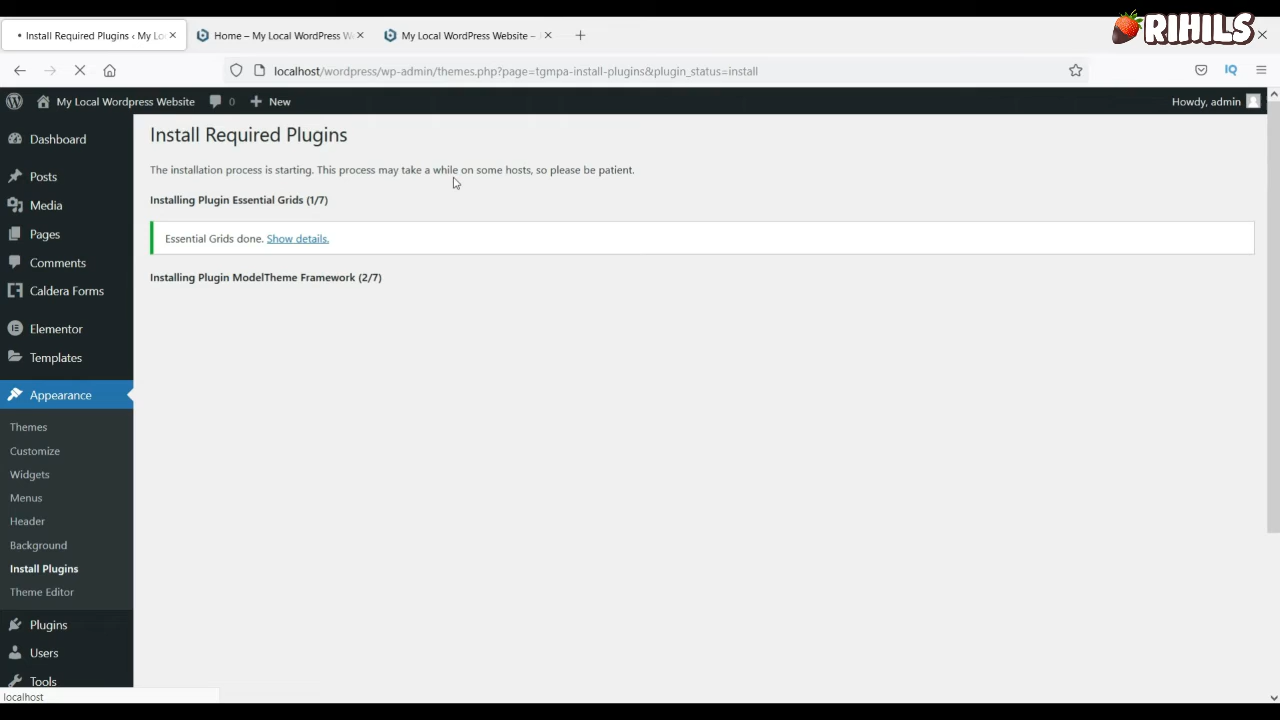 RIHILS
Install Required Plugins ‹ My Lo
Home – My Local WordPress W
My Local WordPress Website –
localhost/wordpress/wp-admin/themes.php?page=tgmpa-install-plugins&plugin_status=install
IQ
My Local Wordpress Website
0
New
Howdy, admin
Dashboard
Posts
Media
Pages
Comments
Caldera Forms
Elementor
Templates
Appearance
Themes
Customize
Widgets
Menus
Header
Background
Install Plugins
Theme Editor
Plugins
Users
Tools
Install Required Plugins
The installation process is starting. This process may take a while on some hosts, so please be patient.
Installing Plugin Essential Grids (1/7)
Essential Grids done. Show details.
Installing Plugin ModelTheme Framework (2/7)
localhost